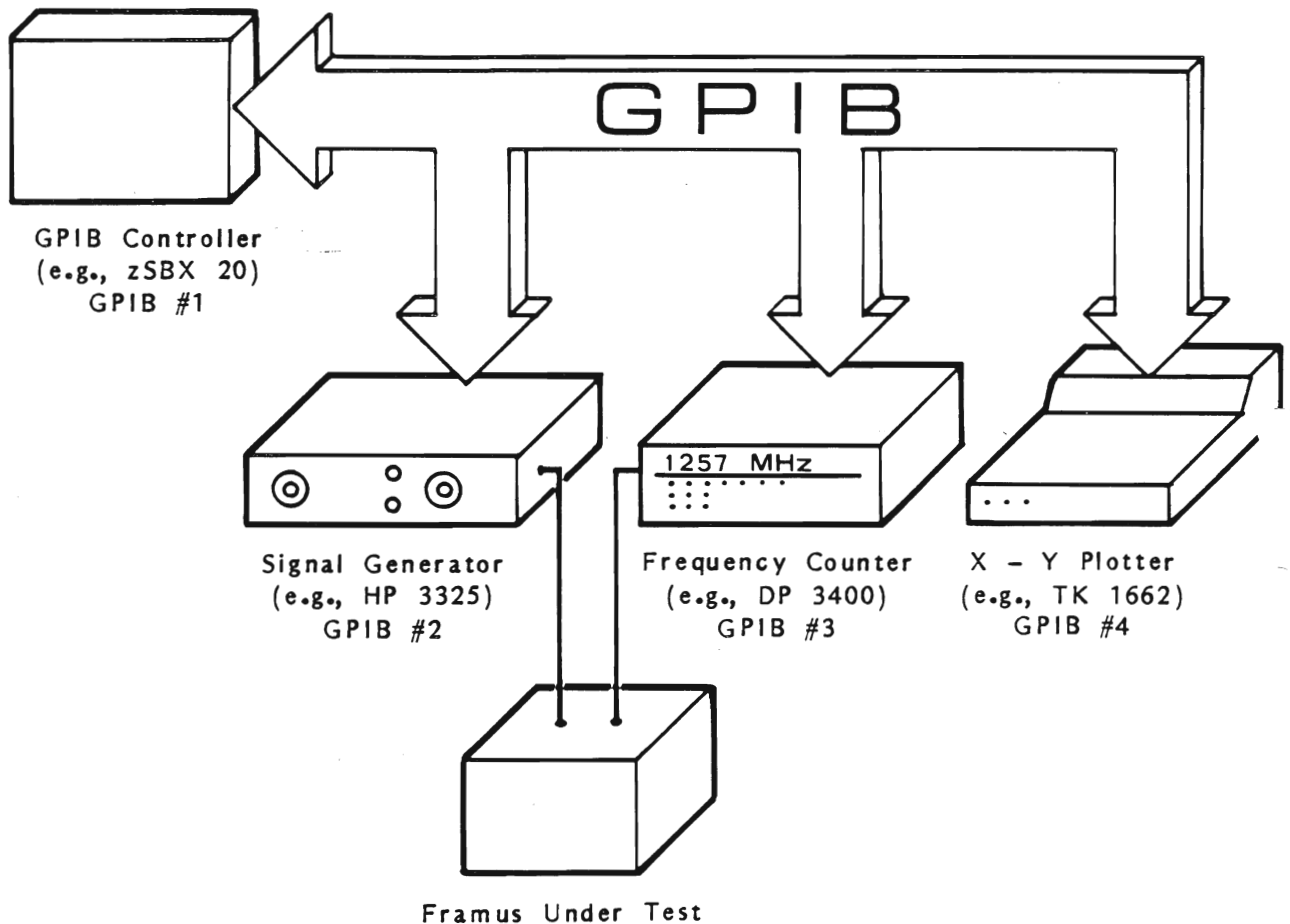 GPIB
GPIB Controller
(e.g., zSBX 20)
GPIB #1
1257 MHz
Signal Generator
(e.g., HP 3325)
GPIB #2
Frequency Counter
(e.g., DP 3400)
GPIB #3
X - Y Plotter
(e.g., TK 1662)
GPIB #4
Framus Under Test